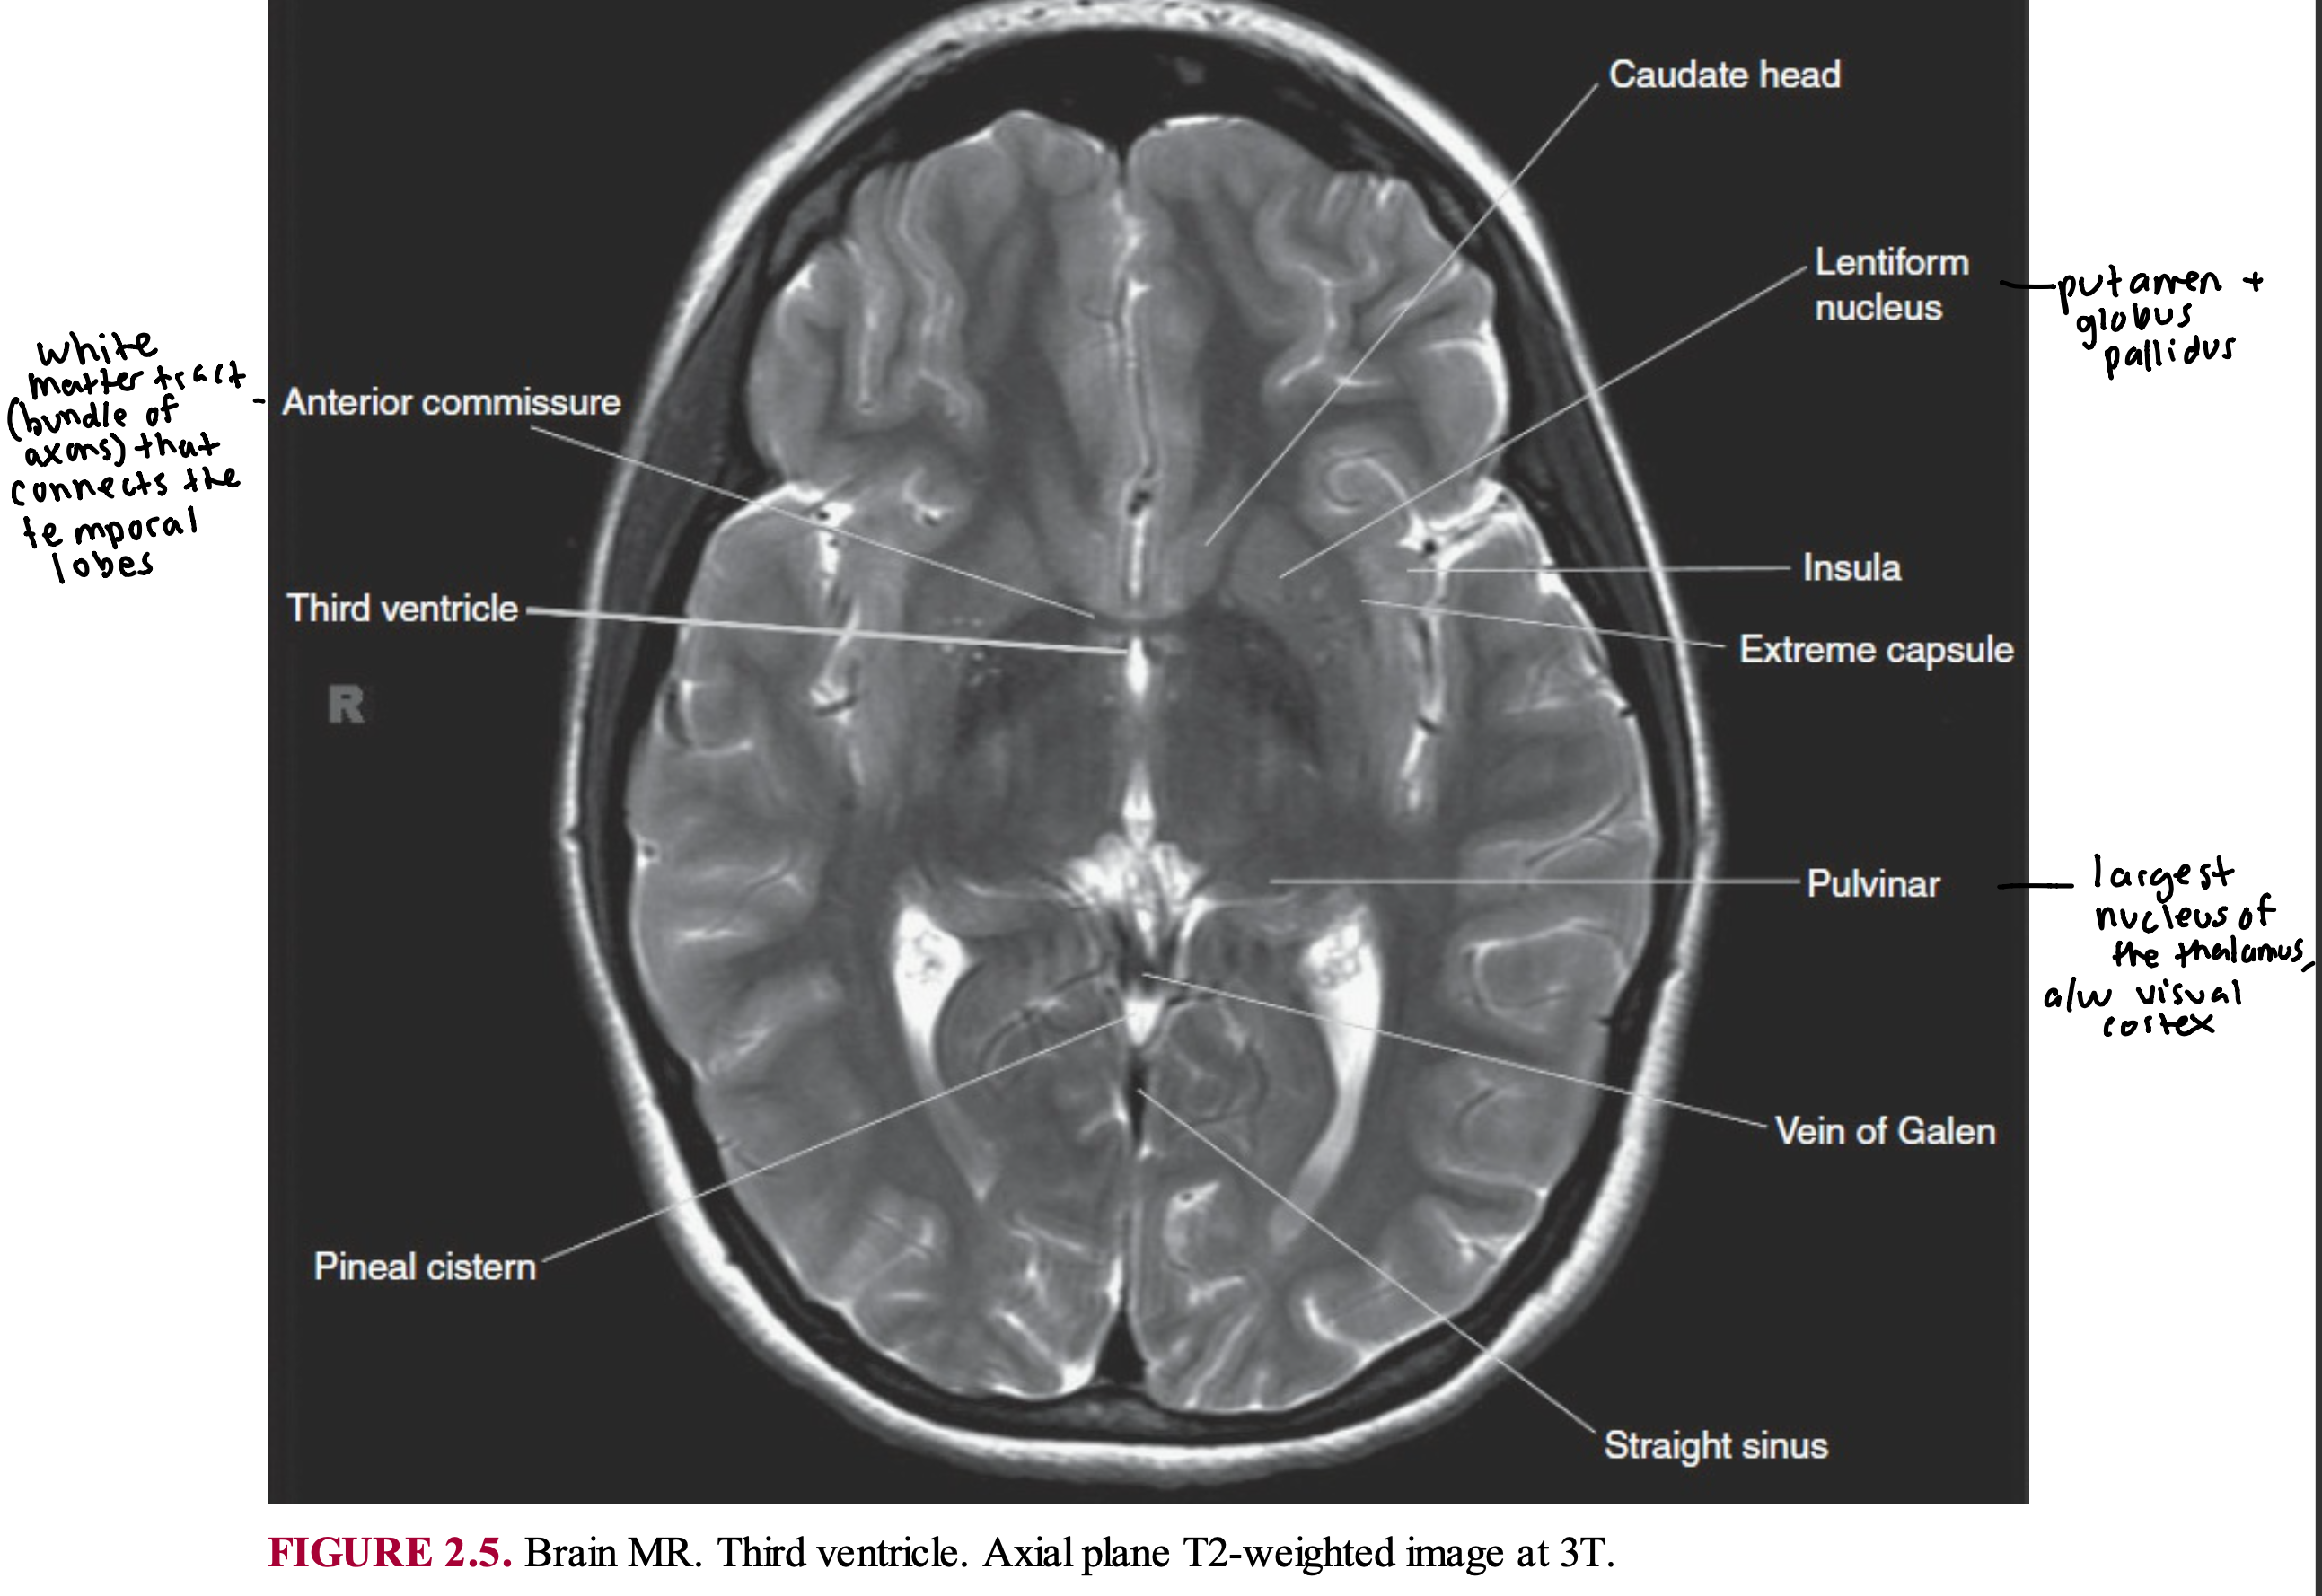 Caudate head
Lentiform
nucleus
putamen +
globus
pallidus
white
matter tract
(bundle of
axons) that
connects the
temporal
lobes
Anterior commissure
Insula
Third ventricle
Extreme capsule
R
Pulvinar
largest
nucleus of
the thalamus,
a/w visual
cortex
Vein of Galen
Pineal cistern
Straight sinus
FIGURE 2.5. Brain MR. Third ventricle. Axial plane T2-weighted image at 3T.